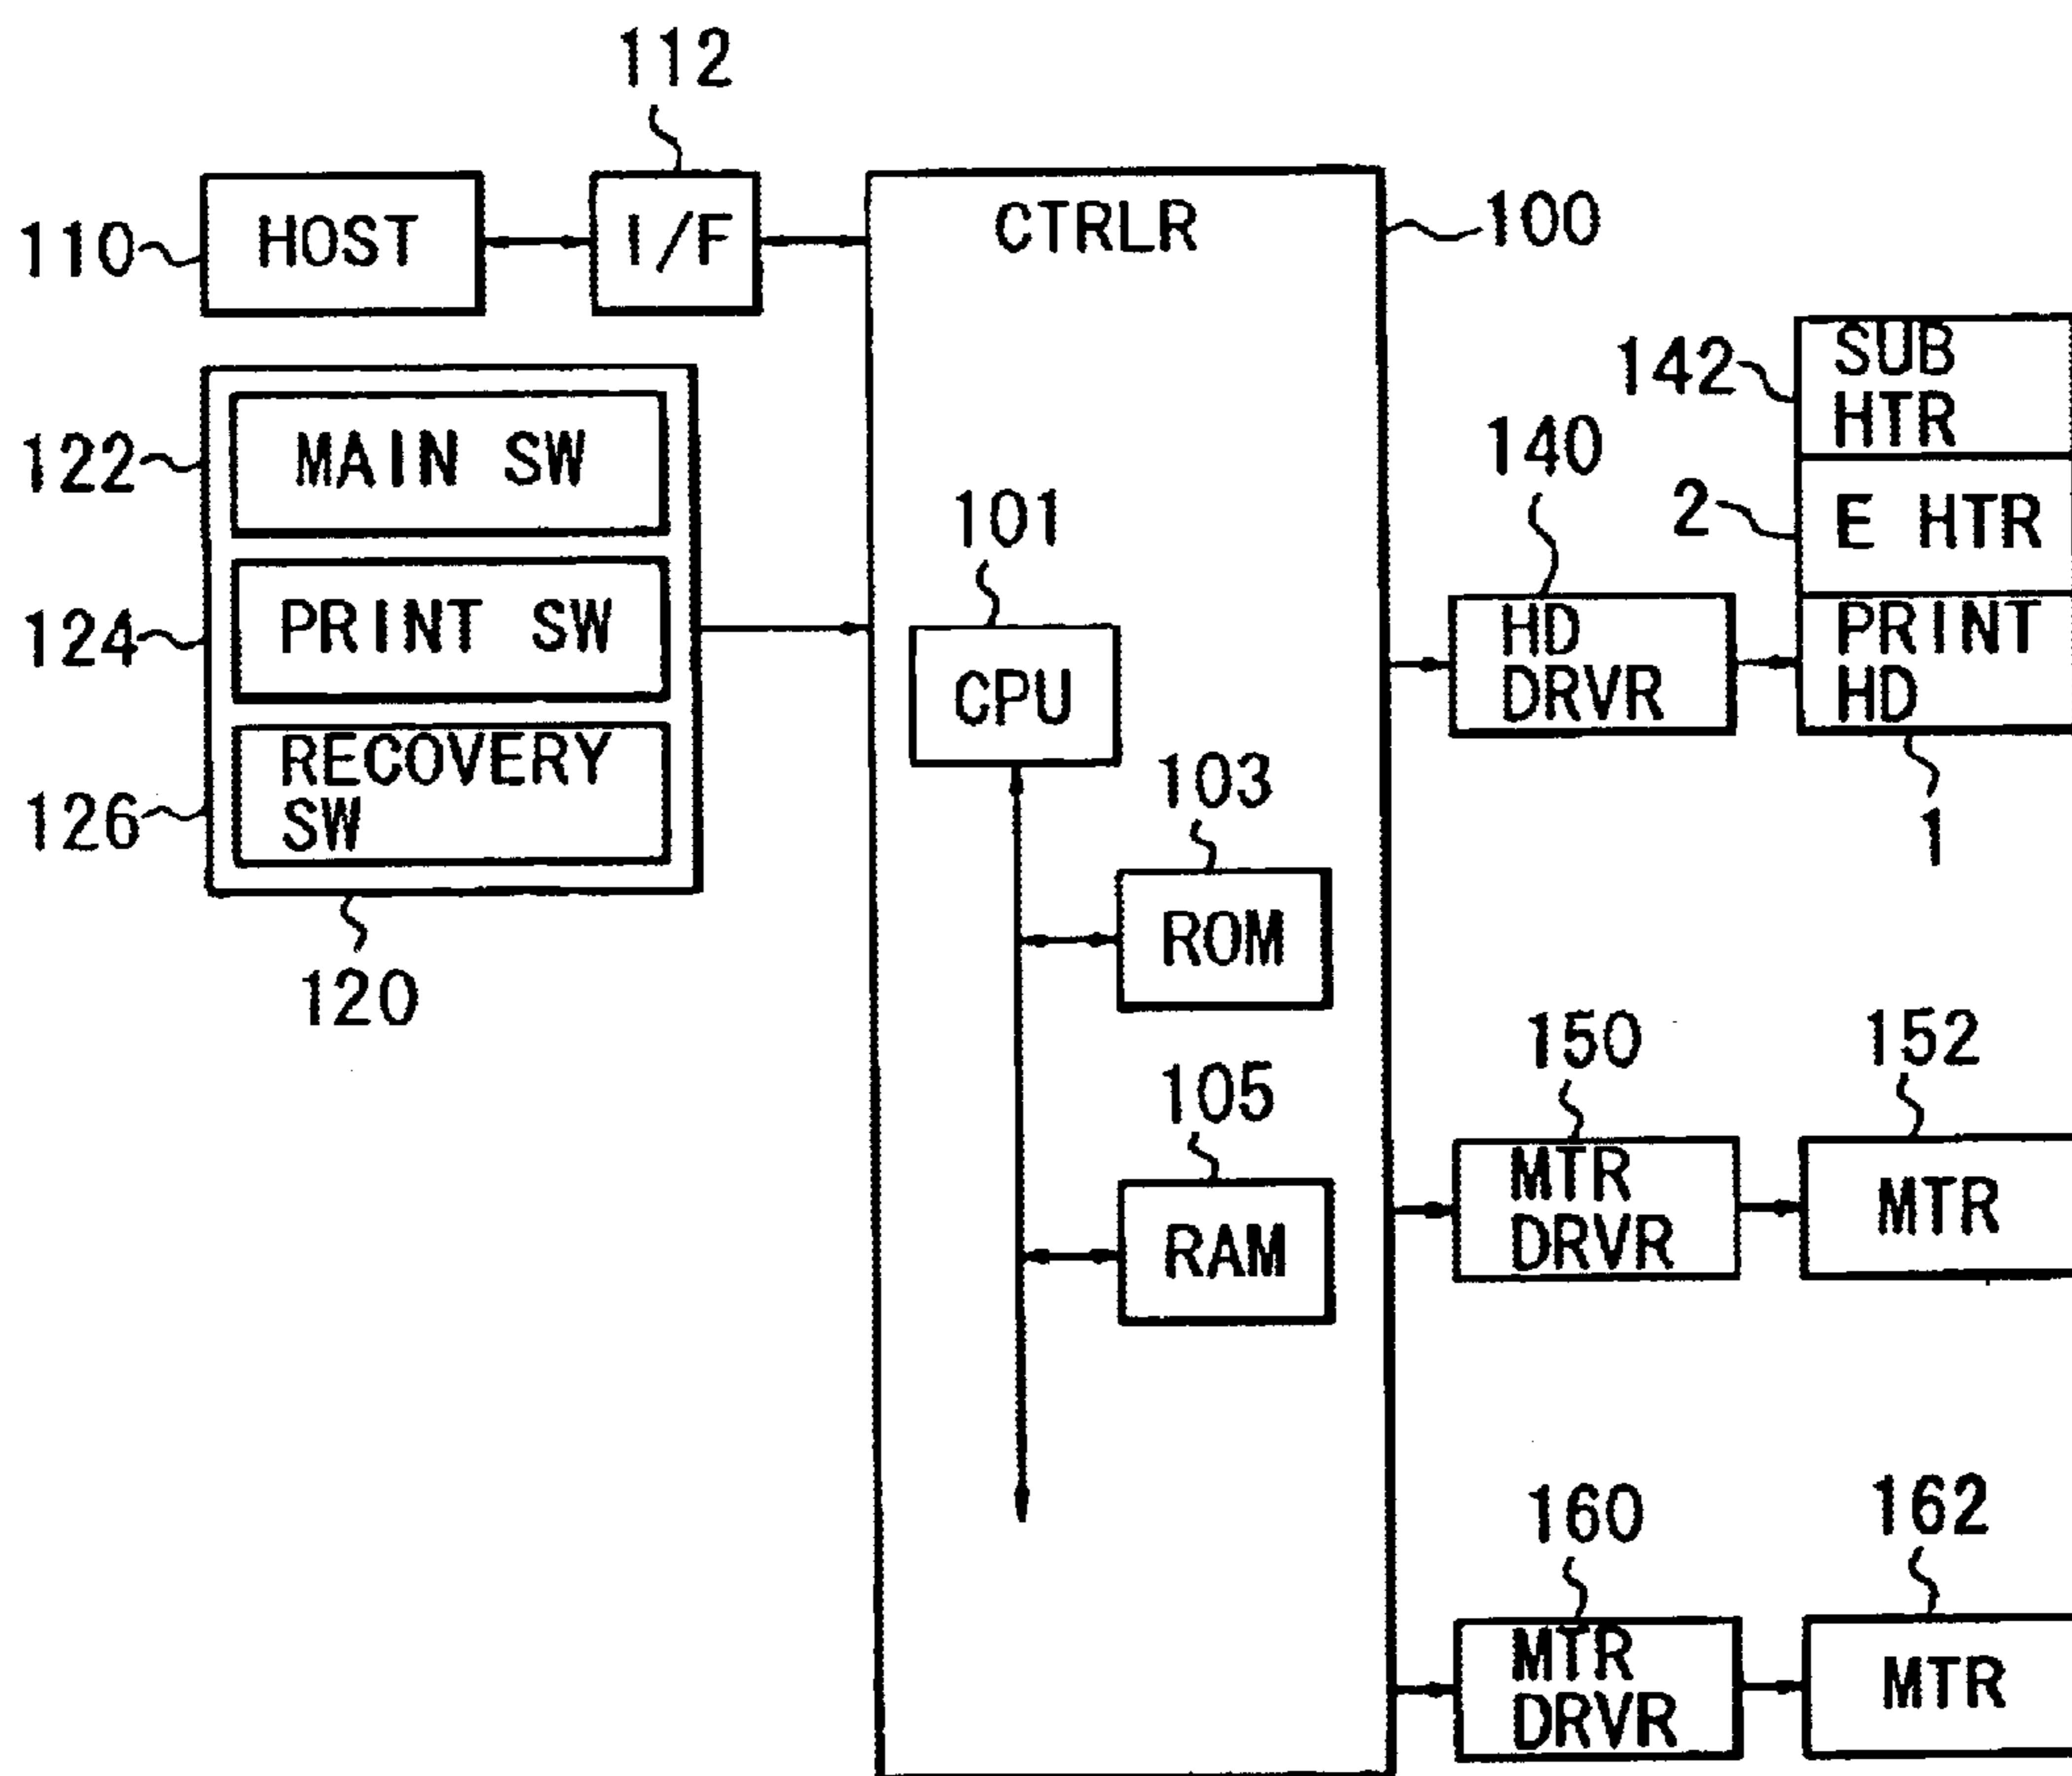 112
110
HOST
I/F
CTRLR
100
122
MAIN SW
124
PRINT SW
126
RECOVERY
SW
120
101
CPU
103
ROM
105
RAM
142
SUB
HTR
2
E HTR
140
HD
DRVR
PRINT
HD
1
150
MTR
DRVR
152
MTR
160
MTR
DRVR
162
MTR